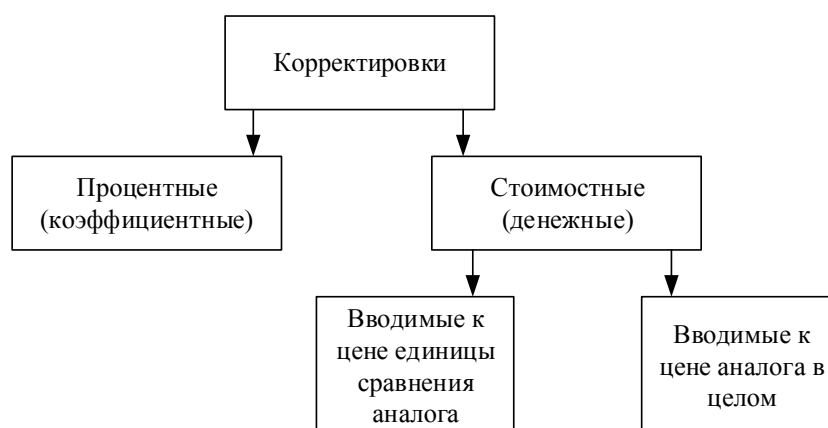 Корректировки
Процентные
(коэффициентные)
Стоимостные
(денежные)
Вводимые к
цене единицы
сравнения
аналога
Вводимые к
цене аналога в
целом